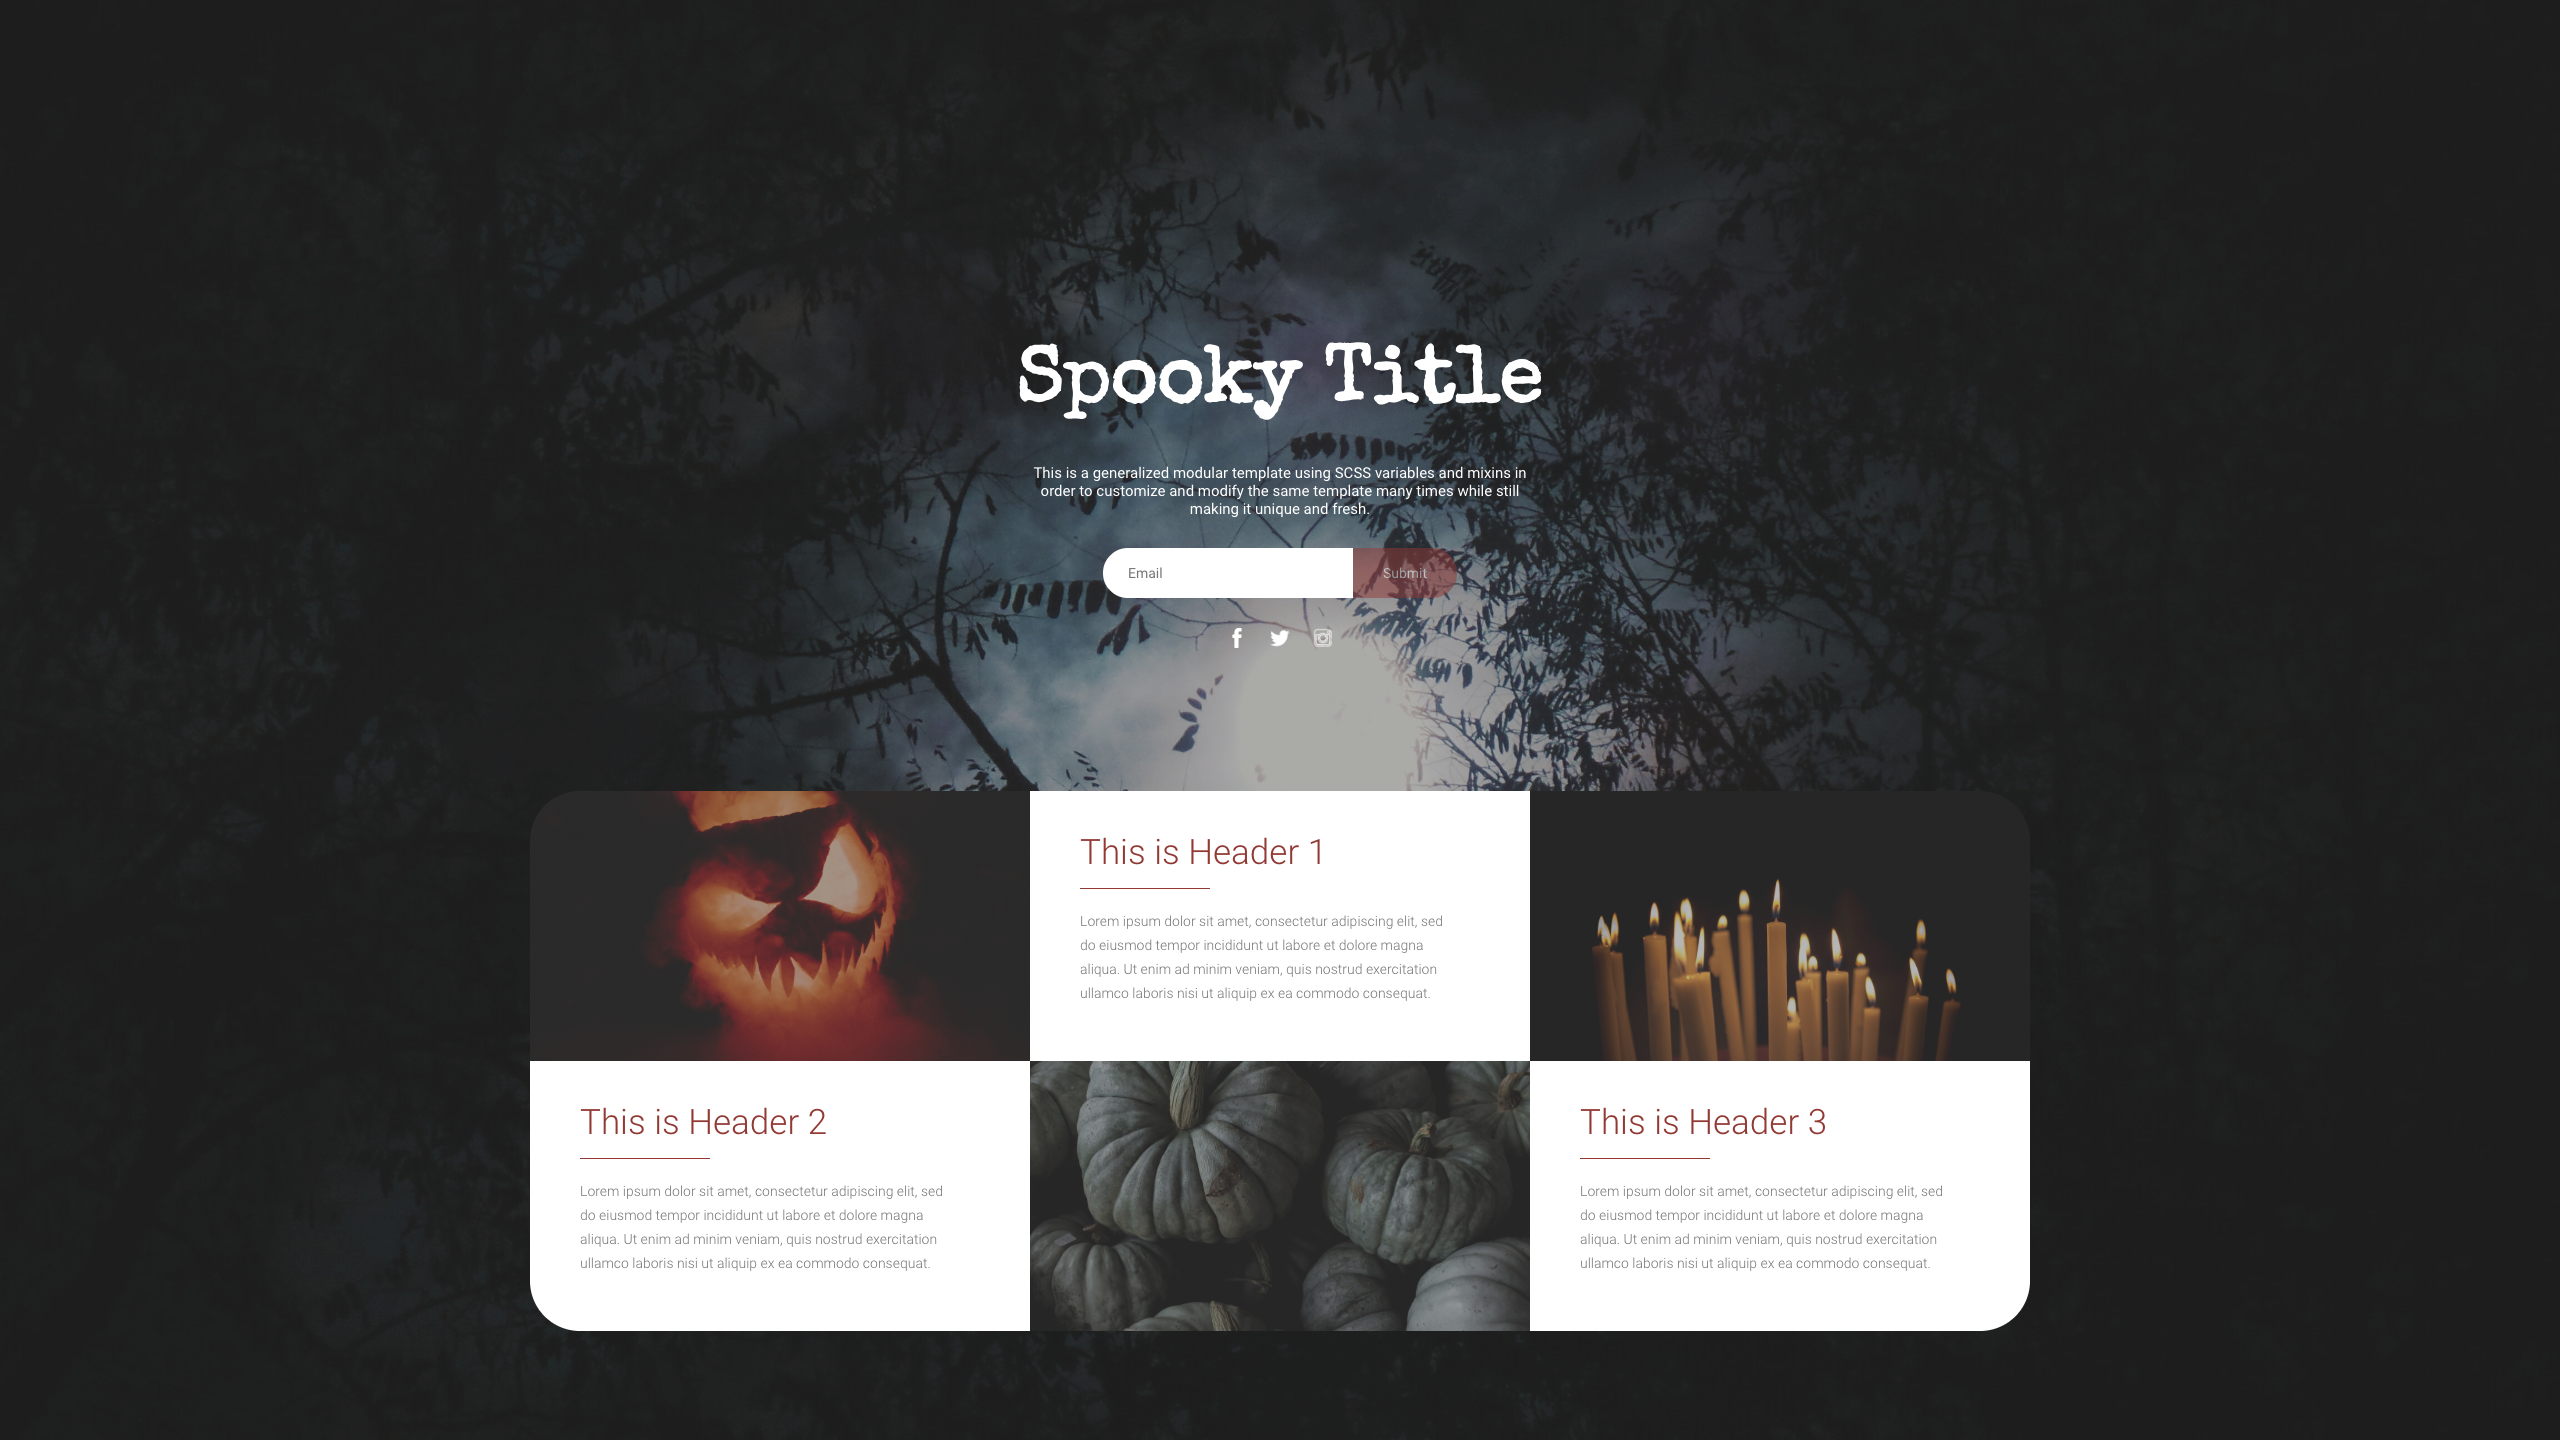 Spooky Title
This is a generalized modular template using SCSS variables and mixins in
order to customize and modify the same template many times while still
making it unique and fresh.
Email
Submit
This is Header 1
Lorem ipsum dolor sit amet, consectetur adipiscing elit, sed
do eiusmod tempor incididunt ut labore et dolore magna
aliqua. Ut enim ad minim veniam, quis nostrud exercitation
ullamco laboris nisi ut aliquip ex ea commodo consequat.
This is Header 2
Lorem ipsum dolor sit amet, consectetur adipiscing elit, sed
do eiusmod tempor incididunt ut labore et dolore magna
aliqua. Ut enim ad minim veniam, quis nostrud exercitation
ullamco laboris nisi ut aliquip ex ea commodo consequat.
This is Header 3
Lorem ipsum dolor sit amet, consectetur adipiscing elit, sed
do eiusmod tempor incididunt ut labore et dolore magna
aliqua. Ut enim ad minim veniam, quis nostrud exercitation
ullamco laboris nisi ut aliquip ex ea commodo consequat.